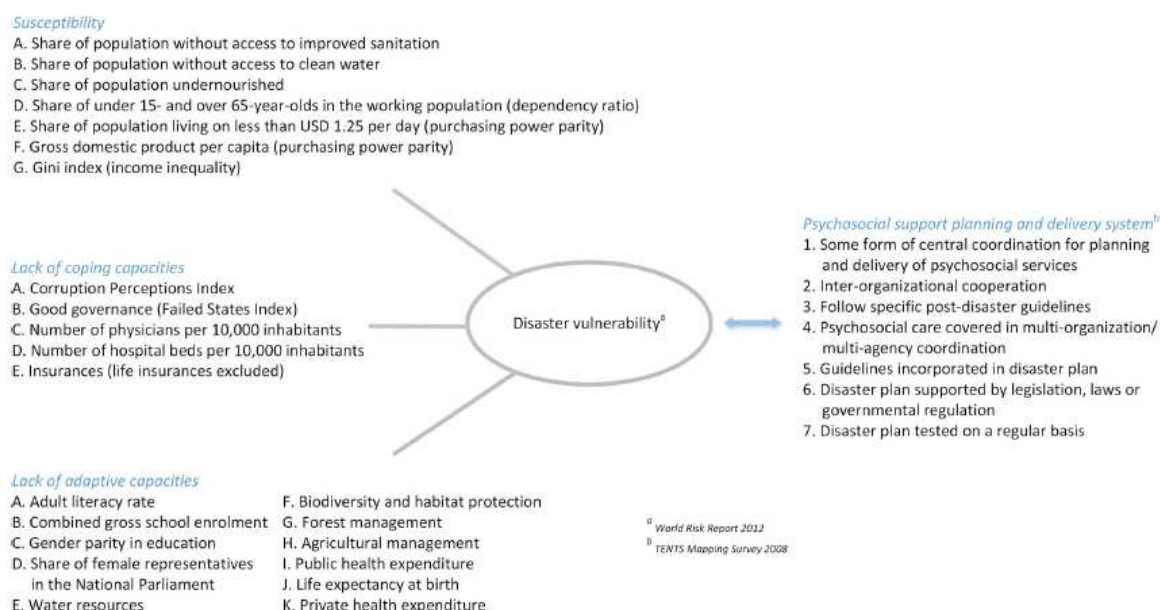 Susceptibility
A. Share of population without access to improved sanitation
B. Share of population without access to clean water
C. Share of population undernourished
D. Share of under 15- and over 65-year-olds in the working population (dependency ratio)
E. Share of population living on less than USD 1.25 per day (purchasing power parity)
F. Gross domestic product per capita (purchasing power parity)
G. Gini index (income inequality)
Lack of coping capacities
A. Corruption Perceptions Index
B. Good governance (Failed States Index)
C. Number of physicians per 10,000 inhabitants
D. Number of hospital beds per 10,000 inhabitants
E. Insurances (life insurances excluded)
Disaster vulnerability a
Psychosocial support planning and delivery system b
1. Some form of central coordination for planning
and delivery of psychosocial services
2. Inter-organizational cooperation
3. Follow specific post-disaster guidelines
4. Psychosocial care covered in multi-organization/
multi-agency coordination
5. Guidelines incorporated in disaster plan
6. Disaster plan supported by legislation, laws or
governmental regulation
7. Disaster plan tested on a regular basis
Lack of adaptive capacities
A. Adult literacy rate
B. Combined gross school enrolment
C. Gender parity in education
D. Share of female representatives
in the National Parliament
E. Water resources
F. Biodiversity and habitat protection
G. Forest management
H. Agricultural management
I. Public health expenditure
J. Life expectancy at birth
K. Private health expenditure
a World Risk Report 2012
b TENTS Mapping Survey 2008